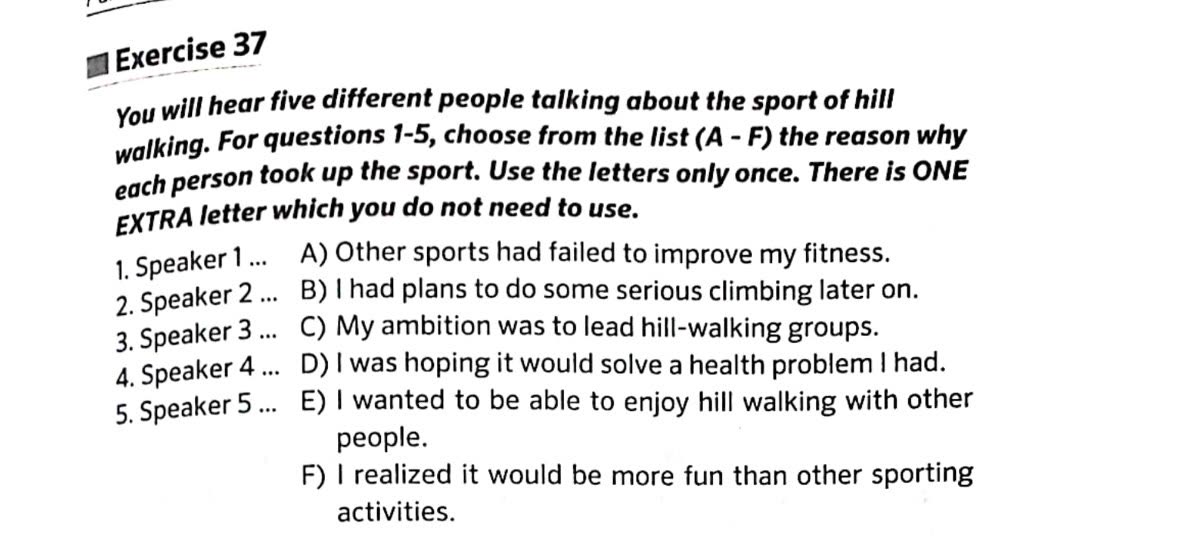 Exercise 37
You will hear five different people talking about the sport of hill
walking. For questions 1-5, choose from the list (A - F) the reason why
each person took up the sport. Use the letters only once. There is ONE
EXTRA letter which you do not need to use.
1. Speaker 1 ... A) Other sports had failed to improve my fitness.
2. Speaker 2 ... B) I had plans to do some serious climbing later on.
3. Speaker 3 ... C) My ambition was to lead hill-walking groups.
4. Speaker 4 ... D) I was hoping it would solve a health problem I had.
5. Speaker 5 ... E) I wanted to be able to enjoy hill walking with other
people.
F) I realized it would be more fun than other sporting
activities.